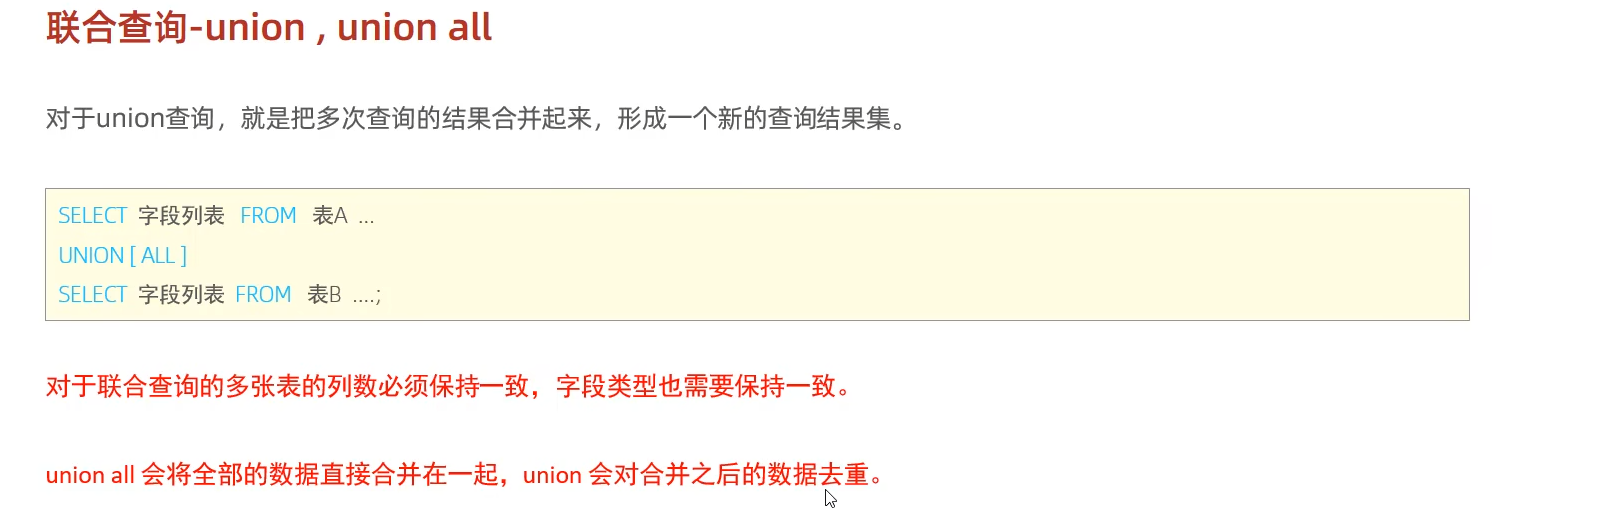 联合查询-union , union all
对于union查询，就是把多次查询的结果合并起来，形成一个新的查询结果集。
SELECT 字段列表 FROM 表A ...
UNION [ ALL ]
SELECT 字段列表 FROM 表B ....;
对于联合查询的多张表的列数必须保持一致，字段类型也需要保持一致。
union all 会将全部的数据直接合并在一起，union 会对合并之后的数据去重。